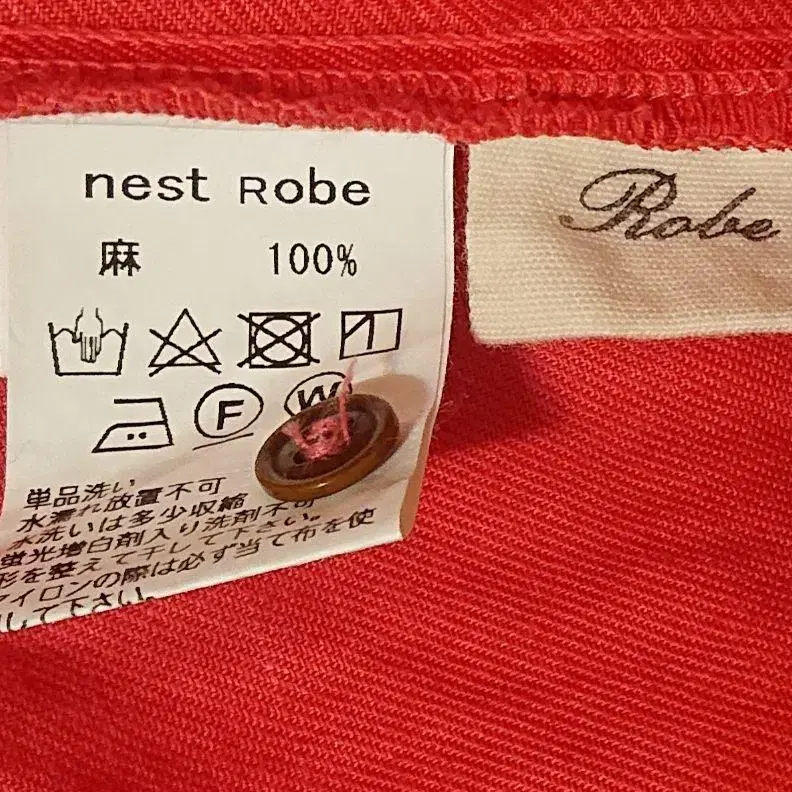 nest Robe
Robe
麻 100%
F
W
単品洗い
水濡れ放置不可
水洗いは多少収縮
蛍光増白剤入り洗剤不可
形を整えて干して下さい。
アイロンの際は必ず当て布を使
して下さい。